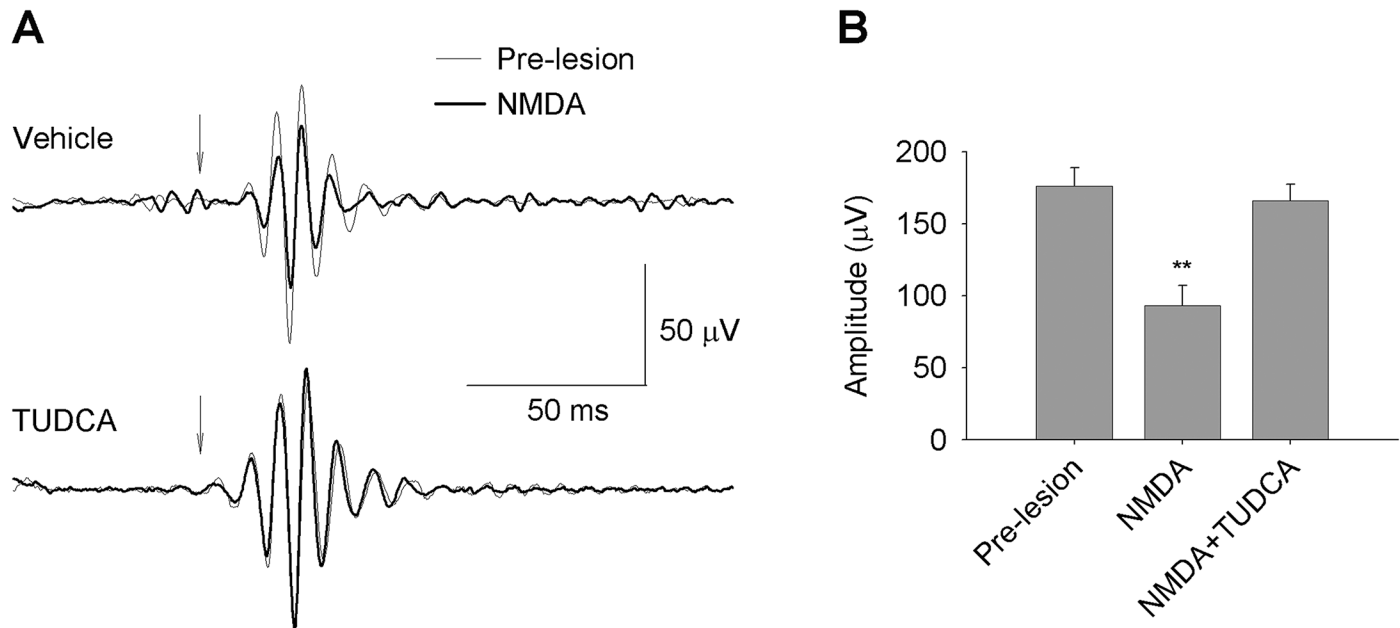 A
Pre-lesion
NMDA
Vehicle
50 μV
50 ms
TUDCA
B
Amplitude (μV)
200
150
100
50
0
**
Pre-lesion
NMDA
NMDA+TUDCA